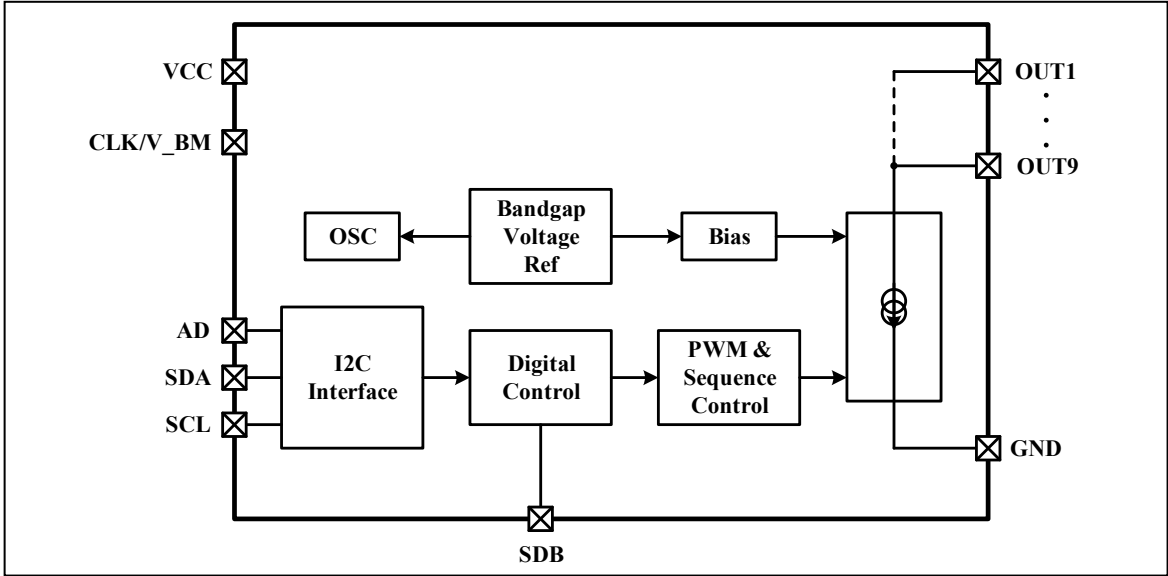 VCC
OUT1
CLK/V_BM
OUT9
Bandgap
Voltage
Ref
OSC
Bias
AD
SDA
SCL
I2C
Interface
Digital
Control
PWM &
Sequence
Control
GND
SDB